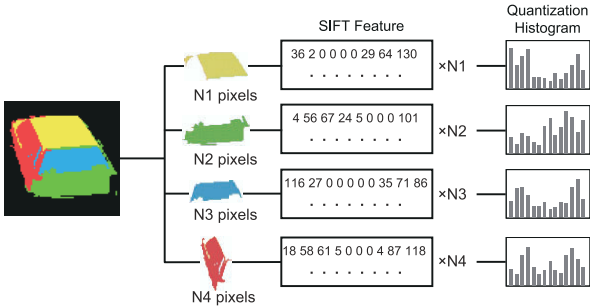 SIFT Feature
Quantization
Histogram
36 2 0 0 0 0 29 64 130
. . . . . . . .
×N1
N1 pixels
4 56 67 24 5 0 0 0 101
. . . . . . . .
×N2
N2 pixels
116 27 0 0 0 0 0 35 71 86
. . . . . . . .
×N3
N3 pixels
18 58 61 5 0 0 0 4 87 118
. . . . . . . .
×N4
N4 pixels